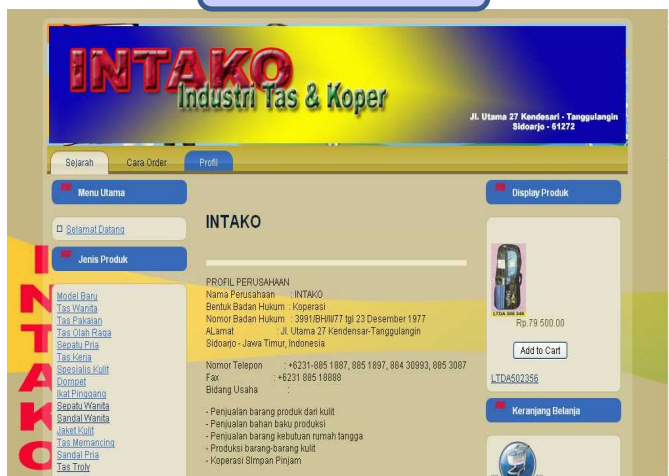 INTAKO
Industri Tas & Koper
Jl. Utama 27 Kendesari - Tanggulangin
Sidoarjo - 61272
Sejarah
Cara Order
Profil
Menu Utama
Selamat Datang
Jenis Produk
Model Baru
Tas Wanita
Tas Pakaian
Tas Olah Raga
Sepatu Pria
Tas Kerja
Spesialis Kulit
Dompet
Ikat Pinggang
Sepatu Wanita
Sandal Wanita
Jaket Kulit
Tas Memancing
Sandal Pria
Tas Troly
INTAKO
INTAKO
PROFIL PERUSAHAAN
Nama Perusahaan : INTAKO
Bentuk Badan Hukum : Koperasi
Nomor Badan Hukum : 3991/BH/II/77 tgl 23 Desember 1977
ALamat : Jl. Utama 27 Kendensar-Tanggulangin
Sidoarjo - Jawa Timur, Indonesia
Nomor Telepon : +6231-885 1887, 885 1897, 884 30993, 885 3087
Fax : +6231 885 18888
Bidang Usaha :
- Penjualan barang produk dari kulit
- Penjualan bahan baku produksi
- Penjualan barang kebutuan rumah tangga
- Produksi barang-barang kulit
- Koperasi SImpan Pinjam
Display Produk
LTDA 502 356
Rp.79 500.00
Add to Cart
LTDA502356
Keranjang Belanja